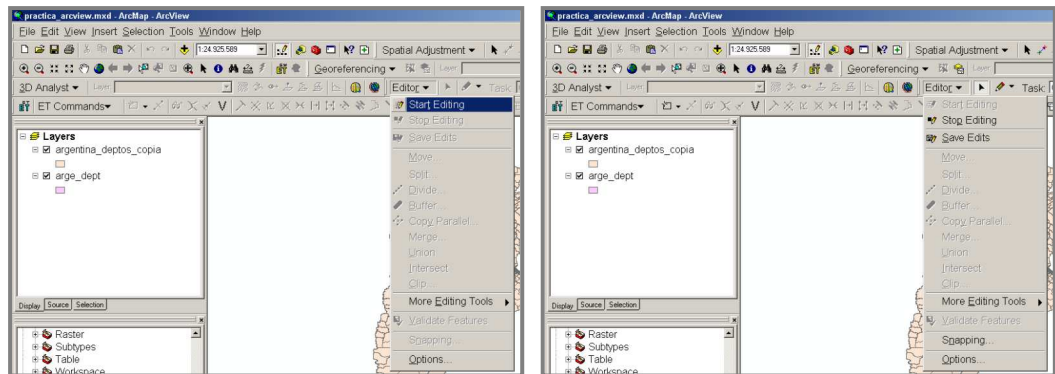 practica_arcview.mxd - ArcMap - ArcView
File Edit View Insert Selection Tools Window Help
1:24.925.589 Spatial Adjustment
Georeferencing Layer:
3D Analyst Layer: Editor Task:
ET Commands
Layers
argentina_deptos_copia
arge_dept
Display Source Selection
Raster
Subtypes
Table
Workspace
Start Editing
Stop Editing
Save Edits
Move...
Split...
Divide...
Buffer...
Copy Parallel...
Merge...
Union
Intersect
Clip...
More Editing Tools
Validate Features
Snapping...
Options...
practica_arcview.mxd - ArcMap - ArcView
File Edit View Insert Selection Tools Window Help
1:24.925.589 Spatial Adjustment
Georeferencing Layer:
3D Analyst Layer: Editor Task:
ET Commands
Layers
argentina_deptos_copia
arge_dept
Display Source Selection
Raster
Subtypes
Table
Workspace
Start Editing
Stop Editing
Save Edits
Move...
Split...
Divide...
Buffer...
Copy Parallel...
Merge...
Union
Intersect
Clip...
More Editing Tools
Validate Features
Snapping...
Options...